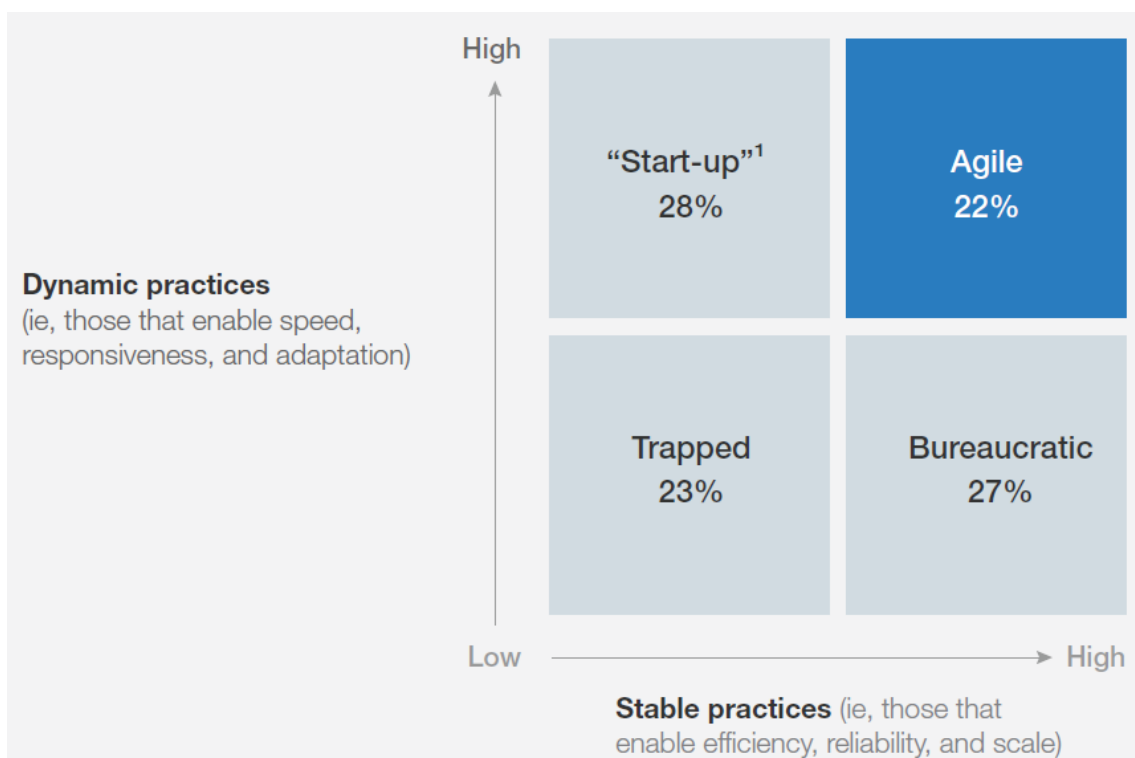 High
“Start-up”¹
28%
Agile
22%
Dynamic practices
(ie, those that enable speed,
responsiveness, and adaptation)
Trapped
23%
Bureaucratic
27%
Low
High
Stable practices (ie, those that
enable efficiency, reliability, and scale)